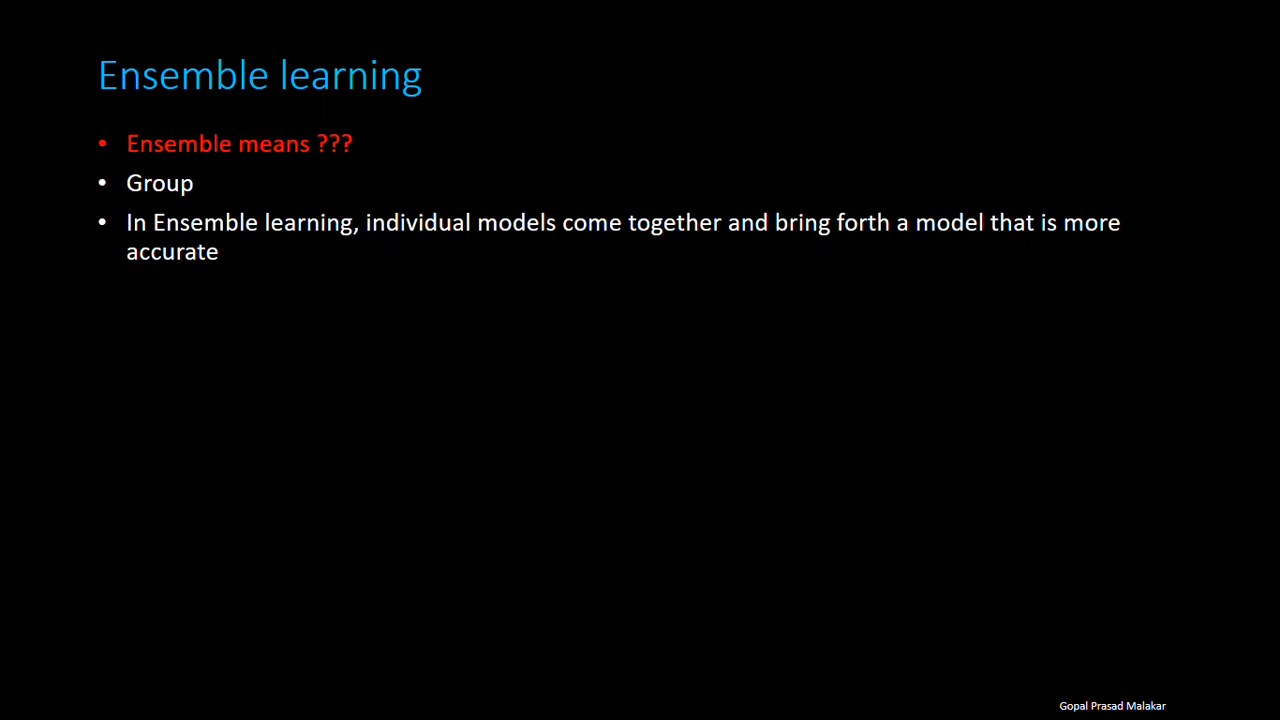 Ensemble learning
• Ensemble means ???
• Group
• In Ensemble learning, individual models come together and bring forth a model that is more
accurate
Gopal Prasad Malakar